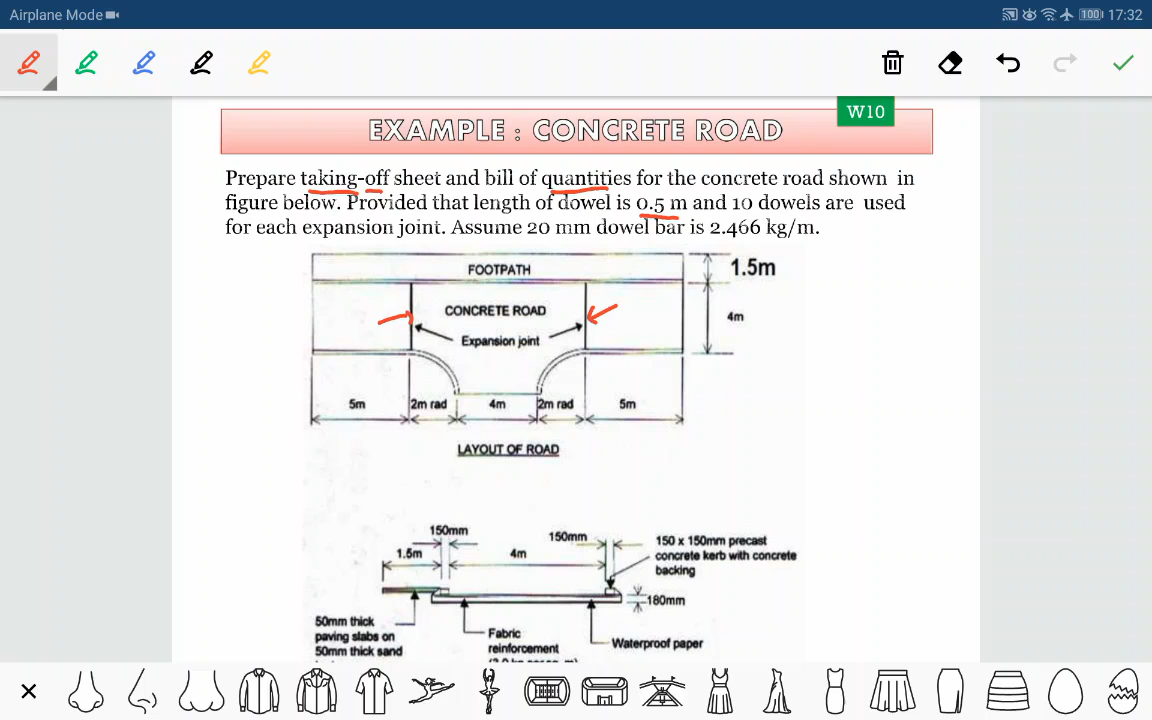 Airplane Mode
100 17:32
W10
EXAMPLE : CONCRETE ROAD
Prepare taking-off sheet and bill of quantities for the concrete road shown in
figure below. Provided that length of dowel is 0.5 m and 10 dowels are used
for each expansion joint. Assume 20 mm dowel bar is 2.466 kg/m.
FOOTPATH
1.5m
CONCRETE ROAD
4m
Expansion joint
5m 2m rad 4m 2m rad 5m
LAYOUT OF ROAD
150mm
150mm
1.5m
4m
150 x 150mm precast
concrete kerb with concrete
backing
180mm
50mm thick
paving slabs on
50mm thick sand
Fabric
reinforcement
Waterproof paper